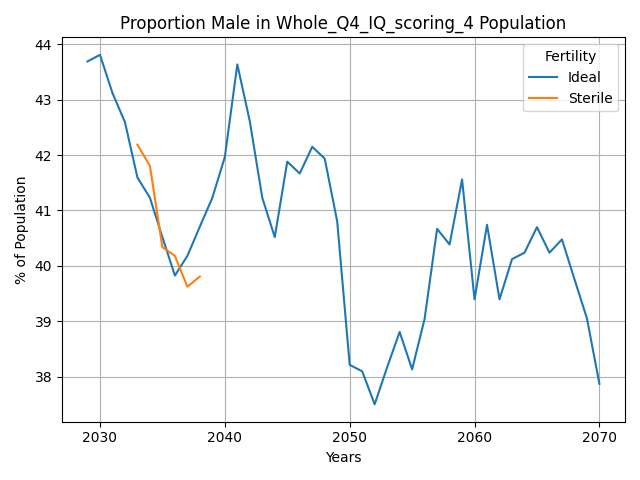 Proportion Male in Whole_Q4_IQ_scoring_4 Population
Fertility
Ideal
Sterile
% of Population
44
43
42
41
40
39
38
2030
2040
2050
2060
2070
Years